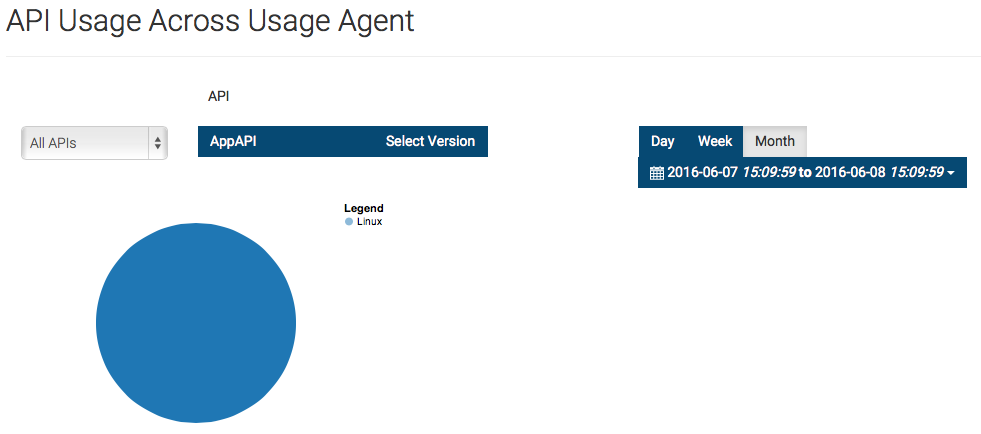 API Usage Across Usage Agent
API
All APIs
AppAPI Select Version
Day Week Month
2016-06-07 15:09:59 to 2016-06-08 15:09:59
Legend
Linux